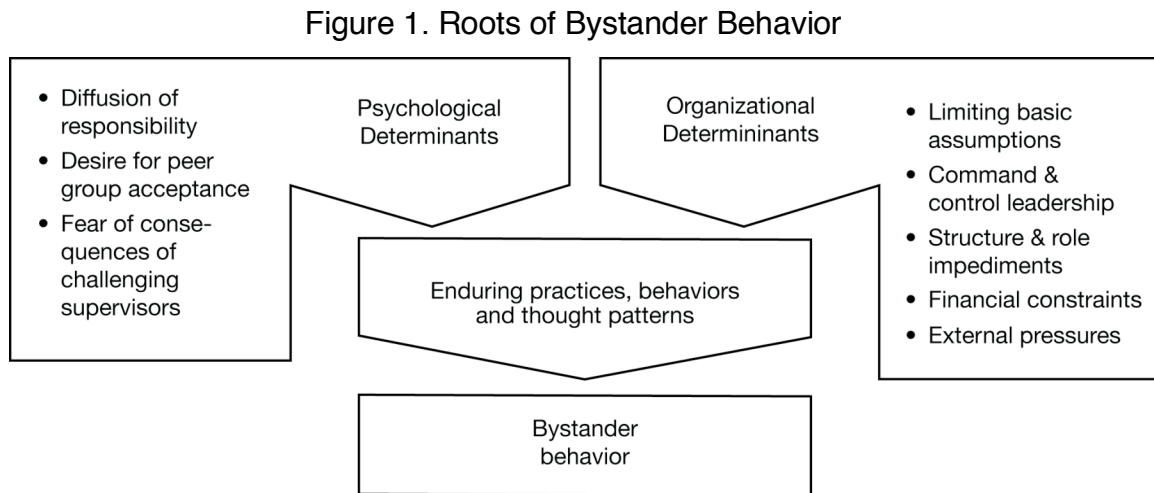 Figure 1. Roots of Bystander Behavior
• Diffusion of
responsibility
• Desire for peer
group acceptance
• Fear of conse-
quences of
challenging
supervisors
Psychological
Determinants
Organizational
Determininants
• Limiting basic
assumptions
• Command &
control leadership
• Structure & role
impediments
• Financial constraints
• External pressures
Enduring practices, behaviors
and thought patterns
Bystander
behavior